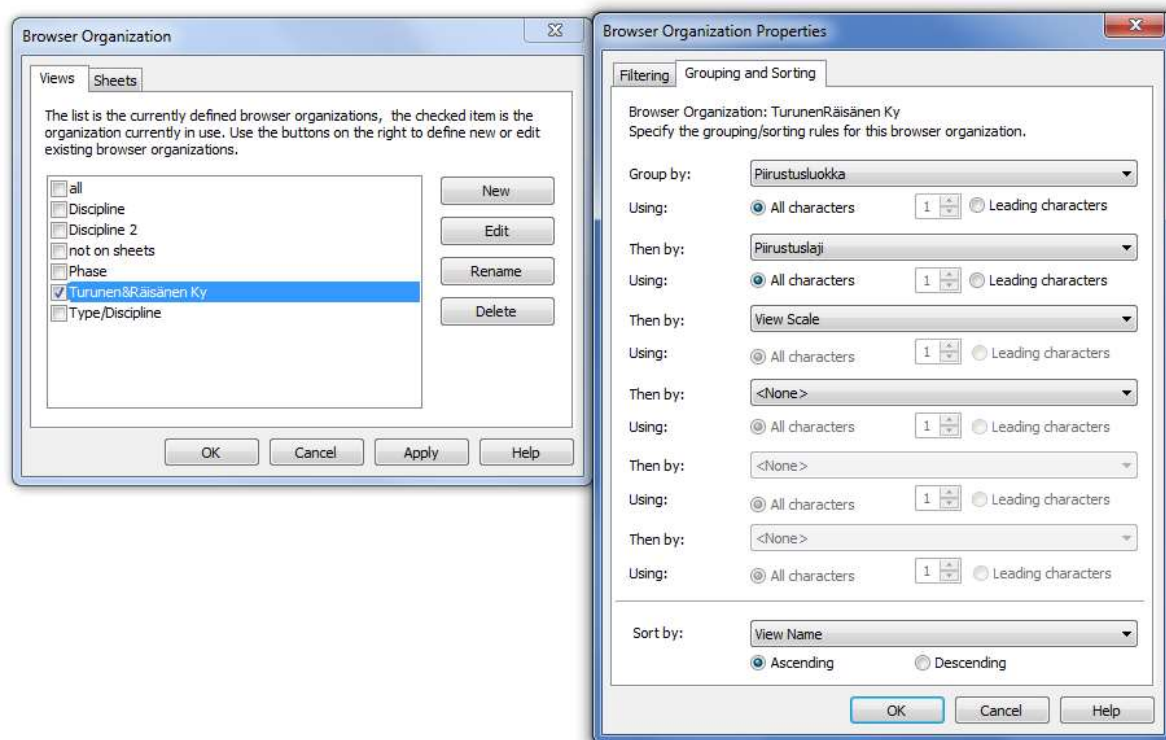 Browser Organization
Views
Sheets
The list is the currently defined browser organizations, the checked item is the
organization currently in use. Use the buttons on the right to define new or edit
existing browser organizations.
all
Discipline
Discipline 2
not on sheets
Phase
Turunen&Räisänen Ky
Type/Discipline
New
Edit
Rename
Delete
OK
Cancel
Apply
Help
Browser Organization Properties
Filtering
Grouping and Sorting
Browser Organization: TurunenRäisänen Ky
Specify the grouping/sorting rules for this browser organization.
Group by: Piirustusluokka
Using: All characters 1 Leading characters
Then by: Piirustuslaji
Using: All characters 1 Leading characters
Then by: View Scale
Using: All characters 1 Leading characters
Then by: <None>
Using: All characters 1 Leading characters
Then by: <None>
Using: All characters 1 Leading characters
Then by: <None>
Using: All characters 1 Leading characters
Sort by: View Name
Ascending Descending
OK Cancel Help